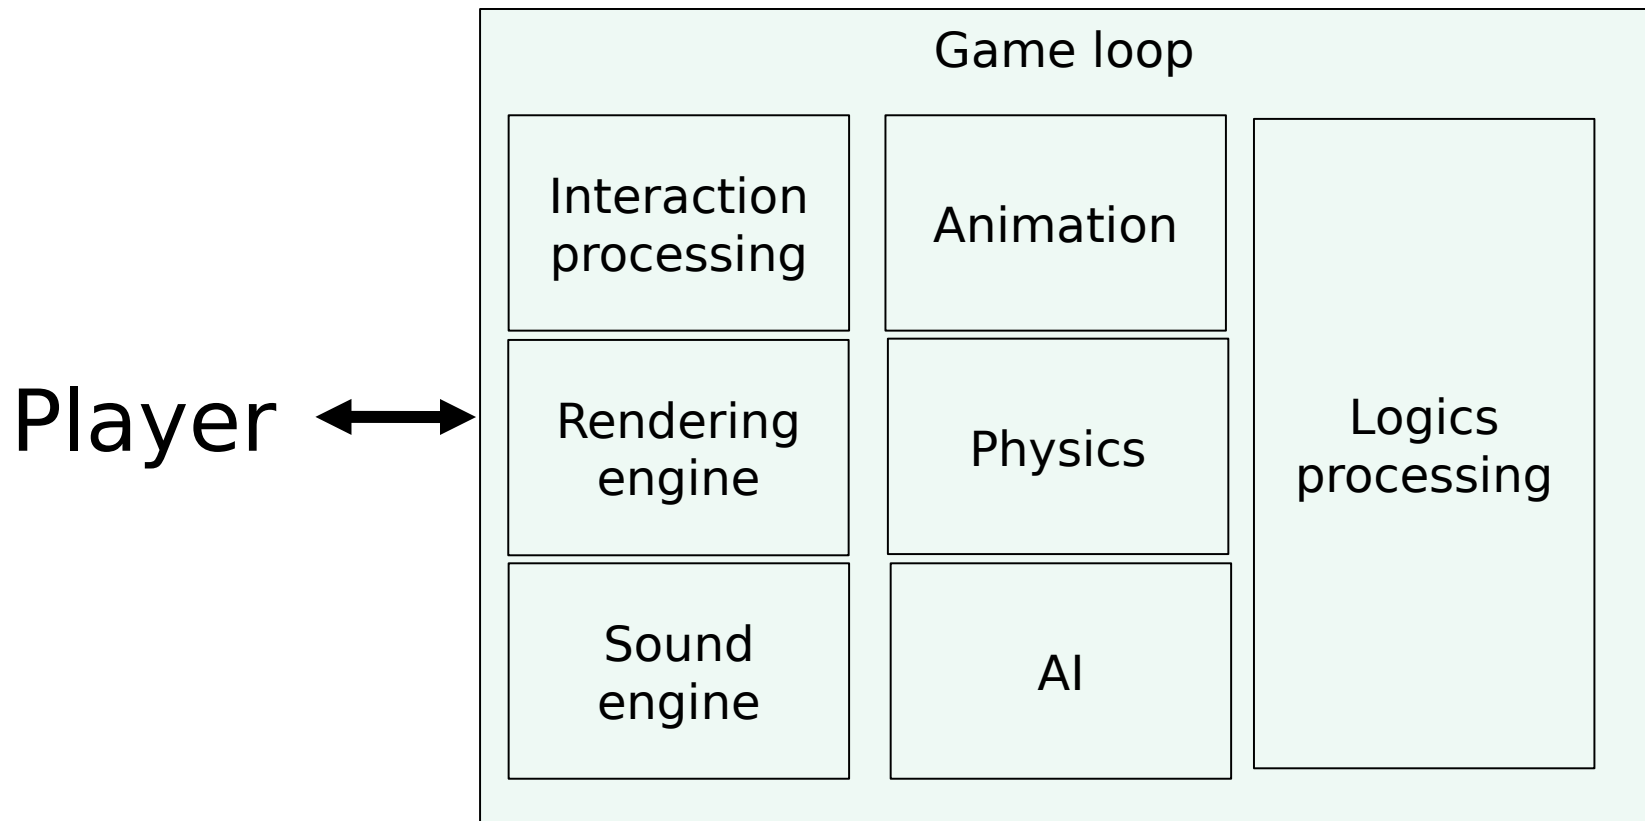 Game loop
Interaction
processing
Animation
Player
Rendering
engine
Physics
Logics
processing
Sound
engine
AI